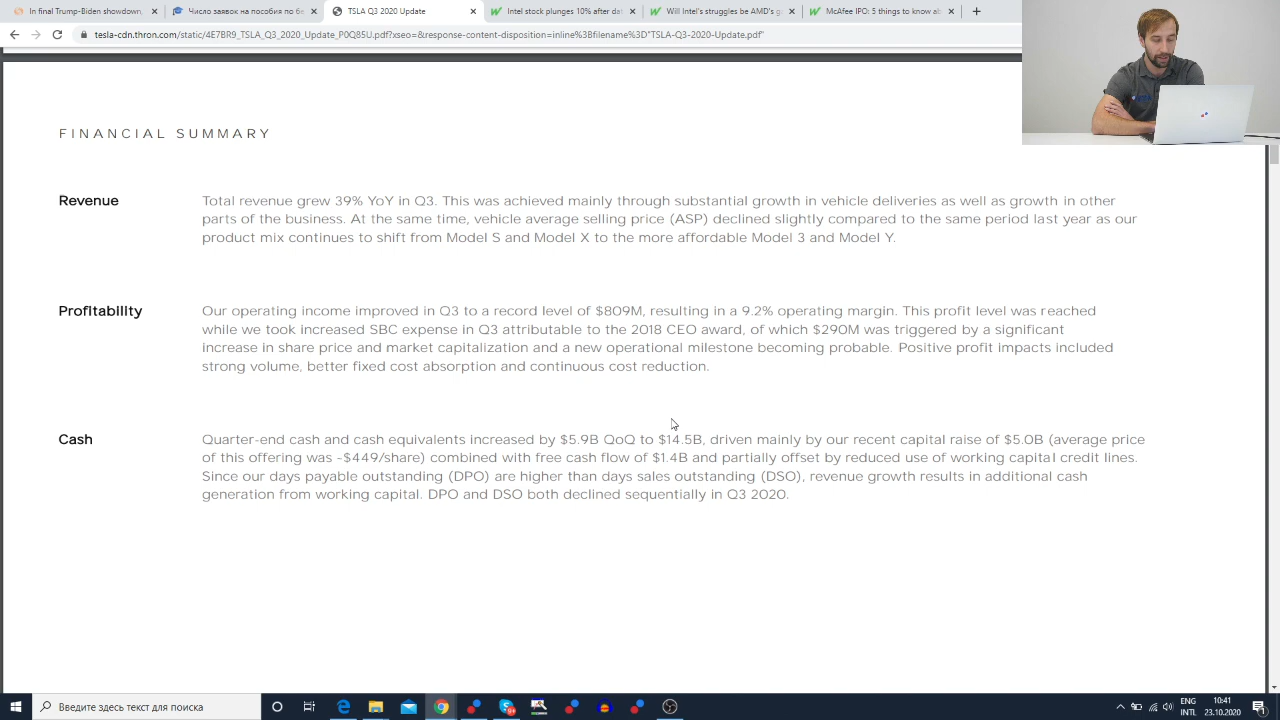 In final Trump-Biden showdown,
Число заявок на пособия по бе
TSLA Q3 2020 Update
Intel stock plunges 10% after dat
Will Intel's struggles be AMD's g
McAfee IPO: 5 things to know ab
tesla-cdn.thron.com/static/4E7BR9_TSLA_Q3_2020_Update_P0Q85U.pdf?xseo=&response-content-disposition=inline%3Bfilename%3D"TSLA-Q3-2020-Update.pdf"
FINANCIAL SUMMARY
Revenue
Total revenue grew 39% YoY in Q3. This was achieved mainly through substantial growth in vehicle deliveries as well as growth in other
parts of the business. At the same time, vehicle average selling price (ASP) declined slightly compared to the same period last year as our
product mix continues to shift from Model S and Model X to the more affordable Model 3 and Model Y.
Profitability
Our operating income improved in Q3 to a record level of $809M, resulting in a 9.2% operating margin. This profit level was reached
while we took increased SBC expense in Q3 attributable to the 2018 CEO award, of which $290M was triggered by a significant
increase in share price and market capitalization and a new operational milestone becoming probable. Positive profit impacts included
strong volume, better fixed cost absorption and continuous cost reduction.
Cash
Quarter-end cash and cash equivalents increased by $5.9B QoQ to $14.5B, driven mainly by our recent capital raise of $5.0B (average price
of this offering was ~$449/share) combined with free cash flow of $1.4B and partially offset by reduced use of working capital credit lines.
Since our days payable outstanding (DPO) are higher than days sales outstanding (DSO), revenue growth results in additional cash
generation from working capital. DPO and DSO both declined sequentially in Q3 2020.
Введите здесь текст для поиска
ENG
INTL
10:41
23.10.2020